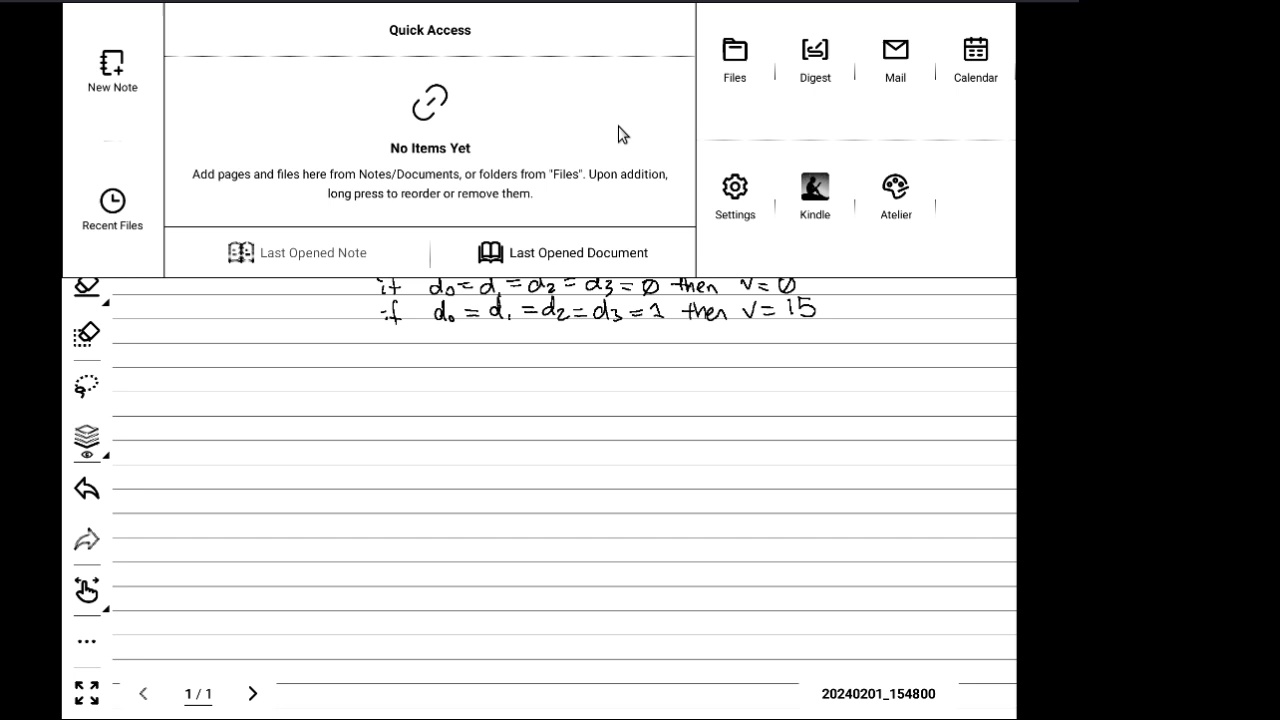 Quick Access
New Note
Files
Digest
Mail
Calendar
No Items Yet
Add pages and files here from Notes/Documents, or folders from "Files". Upon addition,
long press to reorder or remove them.
Recent Files
Settings
Kindle
Atelier
Last Opened Note
Last Opened Document
if d₀ = d₁ = d₂ = d₃ = 0 then v = 0
if d₀ = d₁ = d₂ = d₃ = 1 then v = 15
1 / 1
20240201_154800